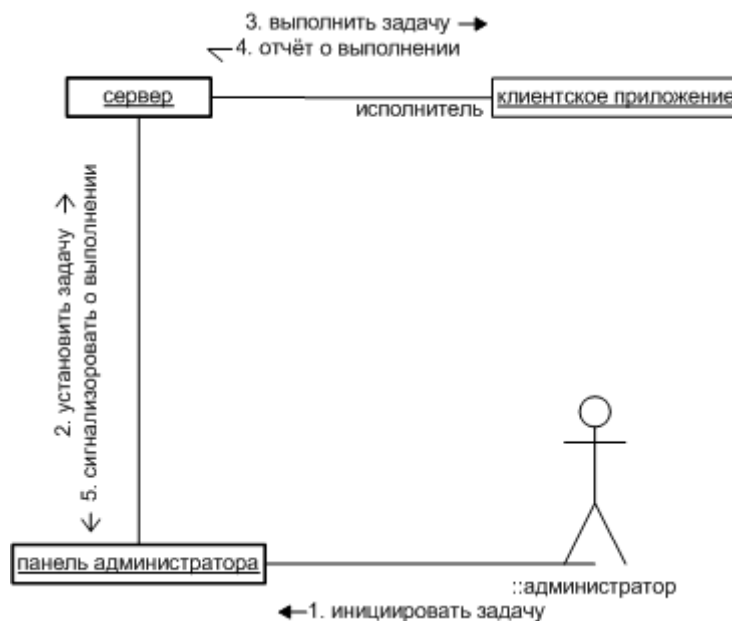 3. выполнить задачу
4. отчёт о выполнении
сервер
клиентское приложение
исполнитель
2. установить задачу
5. сигнализоровать о выполнении
панель администратора
::администратор
1. инициировать задачу